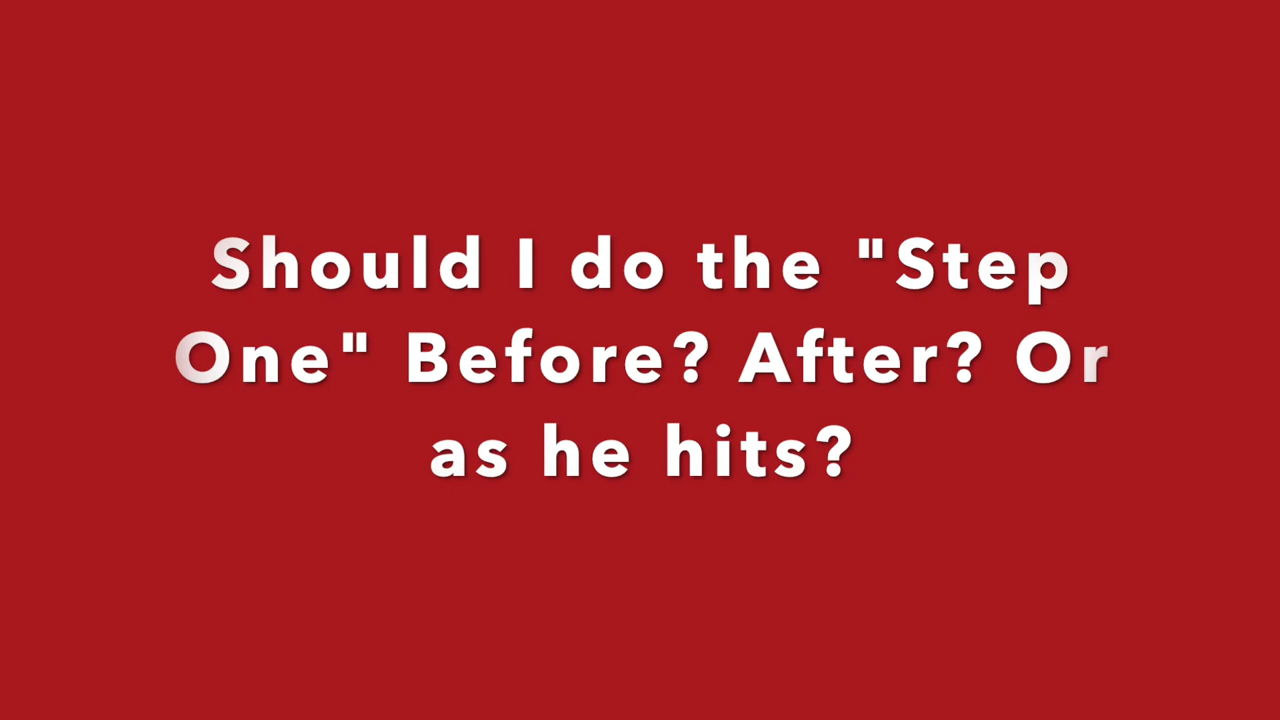 Should I do the "Step
One" Before? After? Or
as he hits?